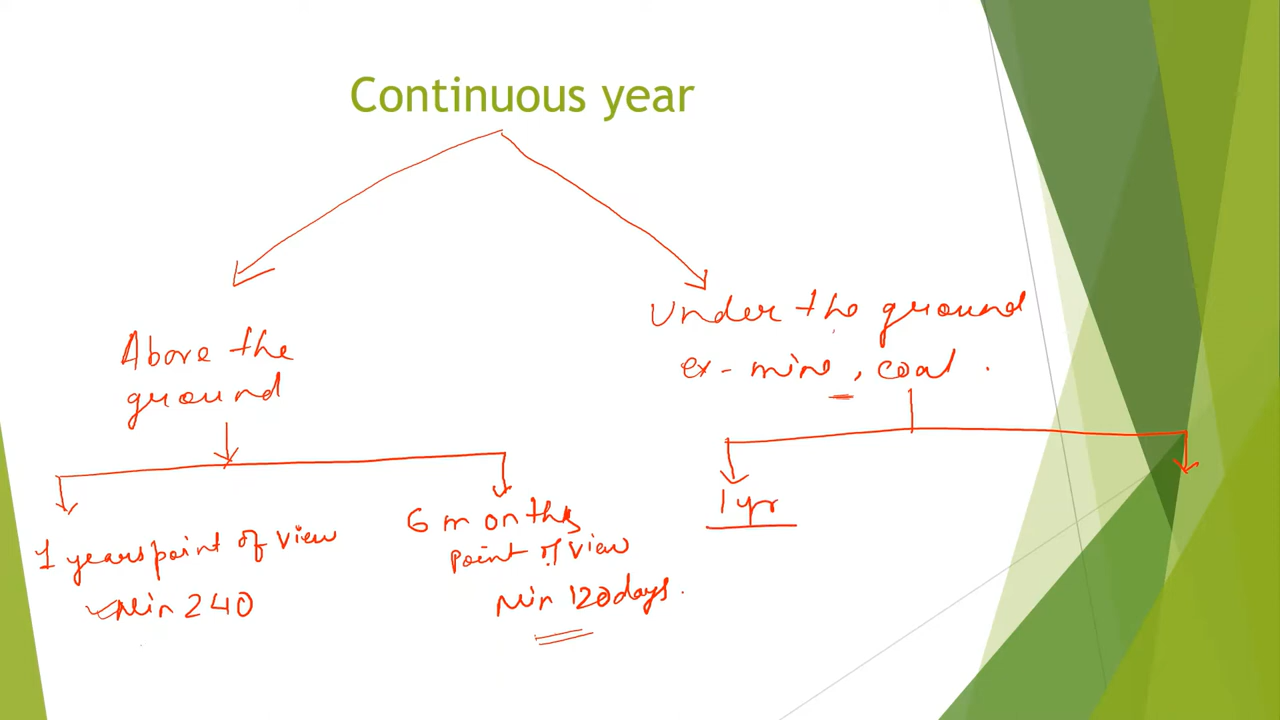 Continuous year
Above the
ground
1 years point of view
Min 240
6 months
point of view
Min 120 days.
Under the ground
ex- mine, coal.
1 yr